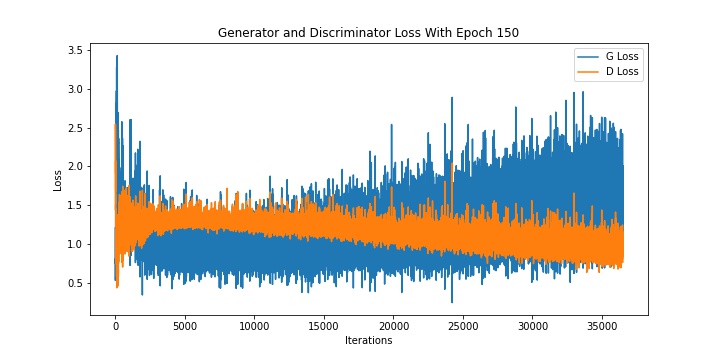 Generator and Discriminator Loss With Epoch 150
G Loss
D Loss
3.5
3.0
2.5
2.0
1.5
1.0
0.5
Loss
0 5000 10000 15000 20000 25000 30000 35000
Iterations